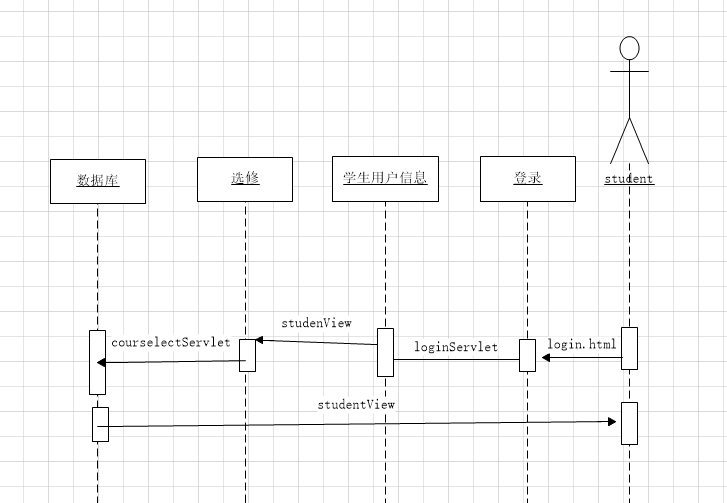 数据库
选修
学生用户信息
登录
student
studenView
courselectServlet
loginServlet
login.html
studentView